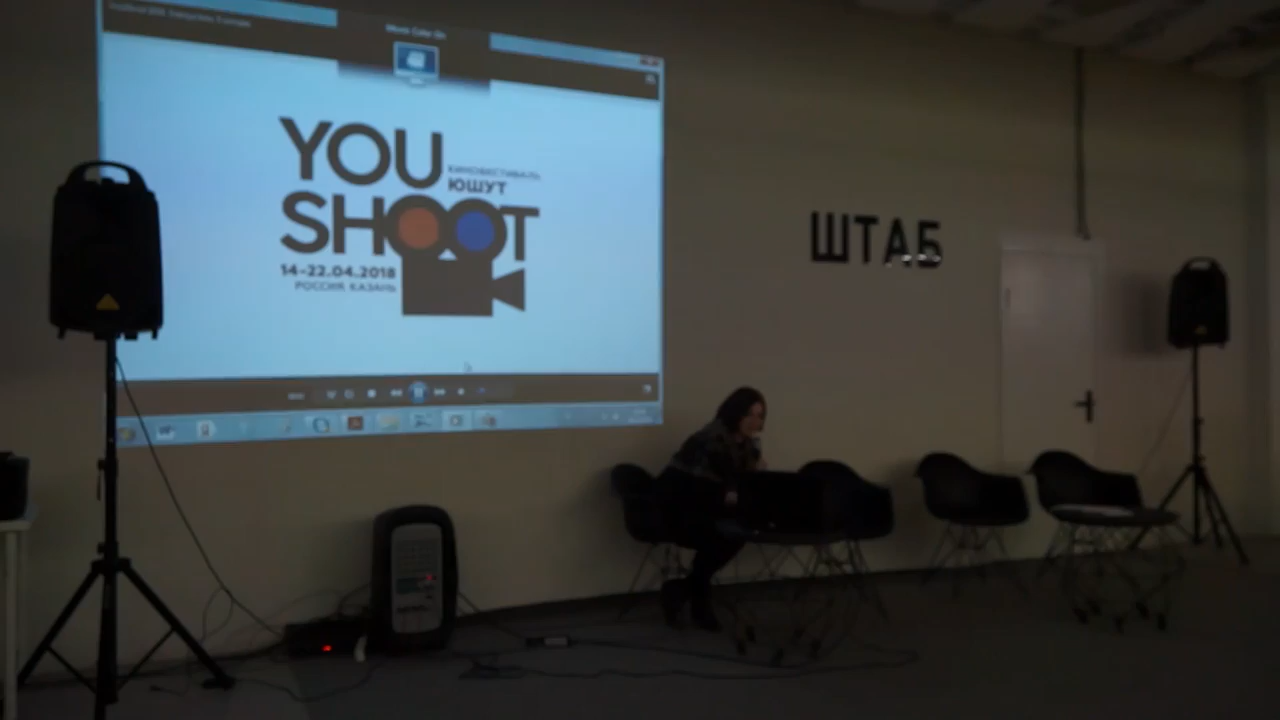 YOU
КИНОФЕСТИВАЛЬ
ЮШУТ
SHOOT
14-22.04.2018
РОССИЯ КАЗАНЬ
ШТАБ